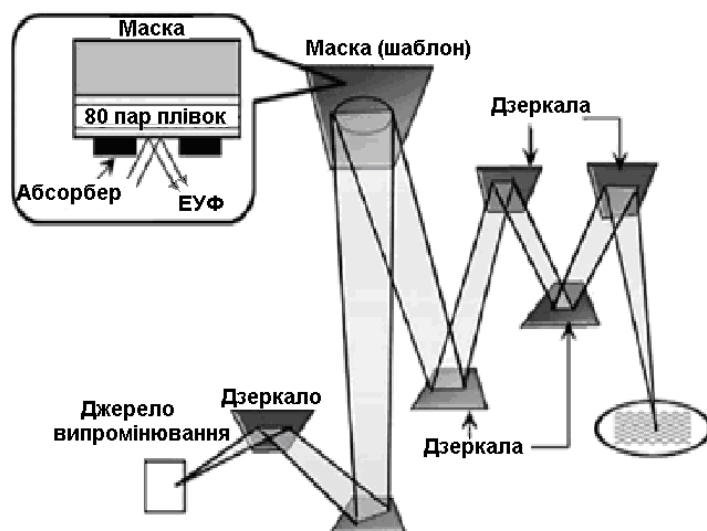 Маска
80 пар плівок
Абсорбер
ЕУФ
Маска (шаблон)
Дзеркала
Дзеркало
Джерело
випромінювання
Дзеркала